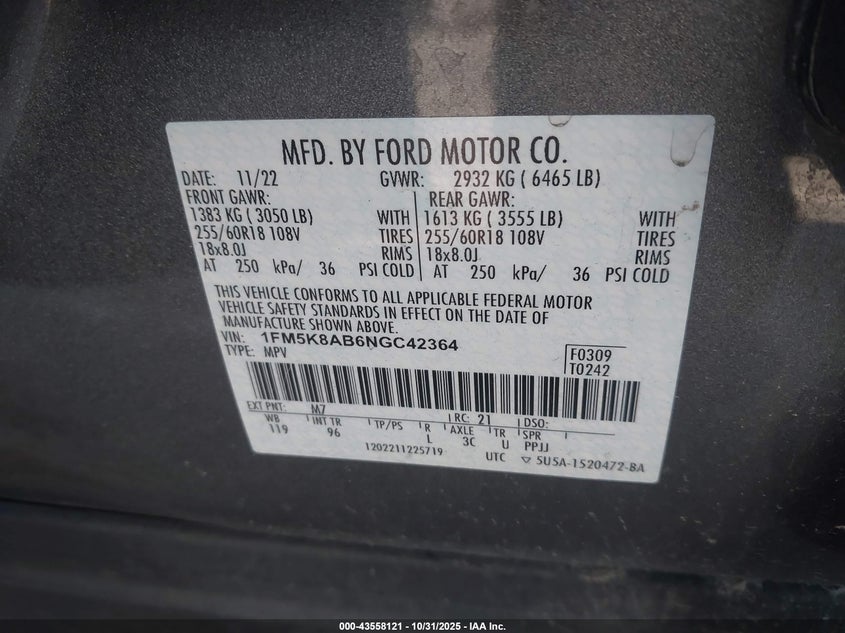 MFD. BY FORD MOTOR CO.
DATE: 11/22 GVWR: 2932 KG ( 6465 LB)
FRONT GAWR: REAR GAWR:
1383 KG ( 3050 LB) WITH 1613 KG ( 3555 LB) WITH
255/60R18 108V TIRES 255/60R18 108V TIRES
18x8.0J RIMS 18x8.0J RIMS
AT 250 kPa/ 36 PSI COLD AT 250 kPa/ 36 PSI COLD
THIS VEHICLE CONFORMS TO ALL APPLICABLE FEDERAL MOTOR
VEHICLE SAFETY STANDARDS IN EFFECT ON THE DATE OF
MANUFACTURE SHOWN ABOVE.
VIN: 1FM5K8AB6NGC42364
TYPE: MPV
F0309
T0242
EXT PNT: M7 RC: 21 DSO:
WB INT TR TP/PS R AXLE TR SPR
119 96 L 3C U PPJJ
1202211225719 UTC ▽ 5U5A-1520472-BA
000-43558121 - 10/31/2025 - IAA Inc.